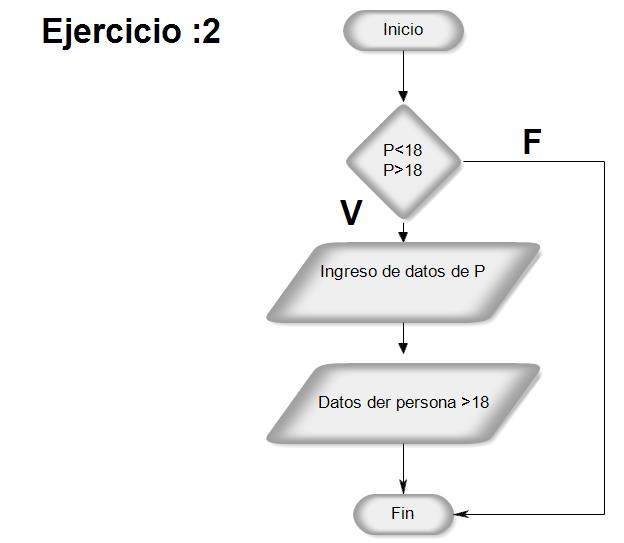 Ejercicio :2
Inicio
P<18
P>18
F
V
Ingreso de datos de P
Datos der persona >18
Fin